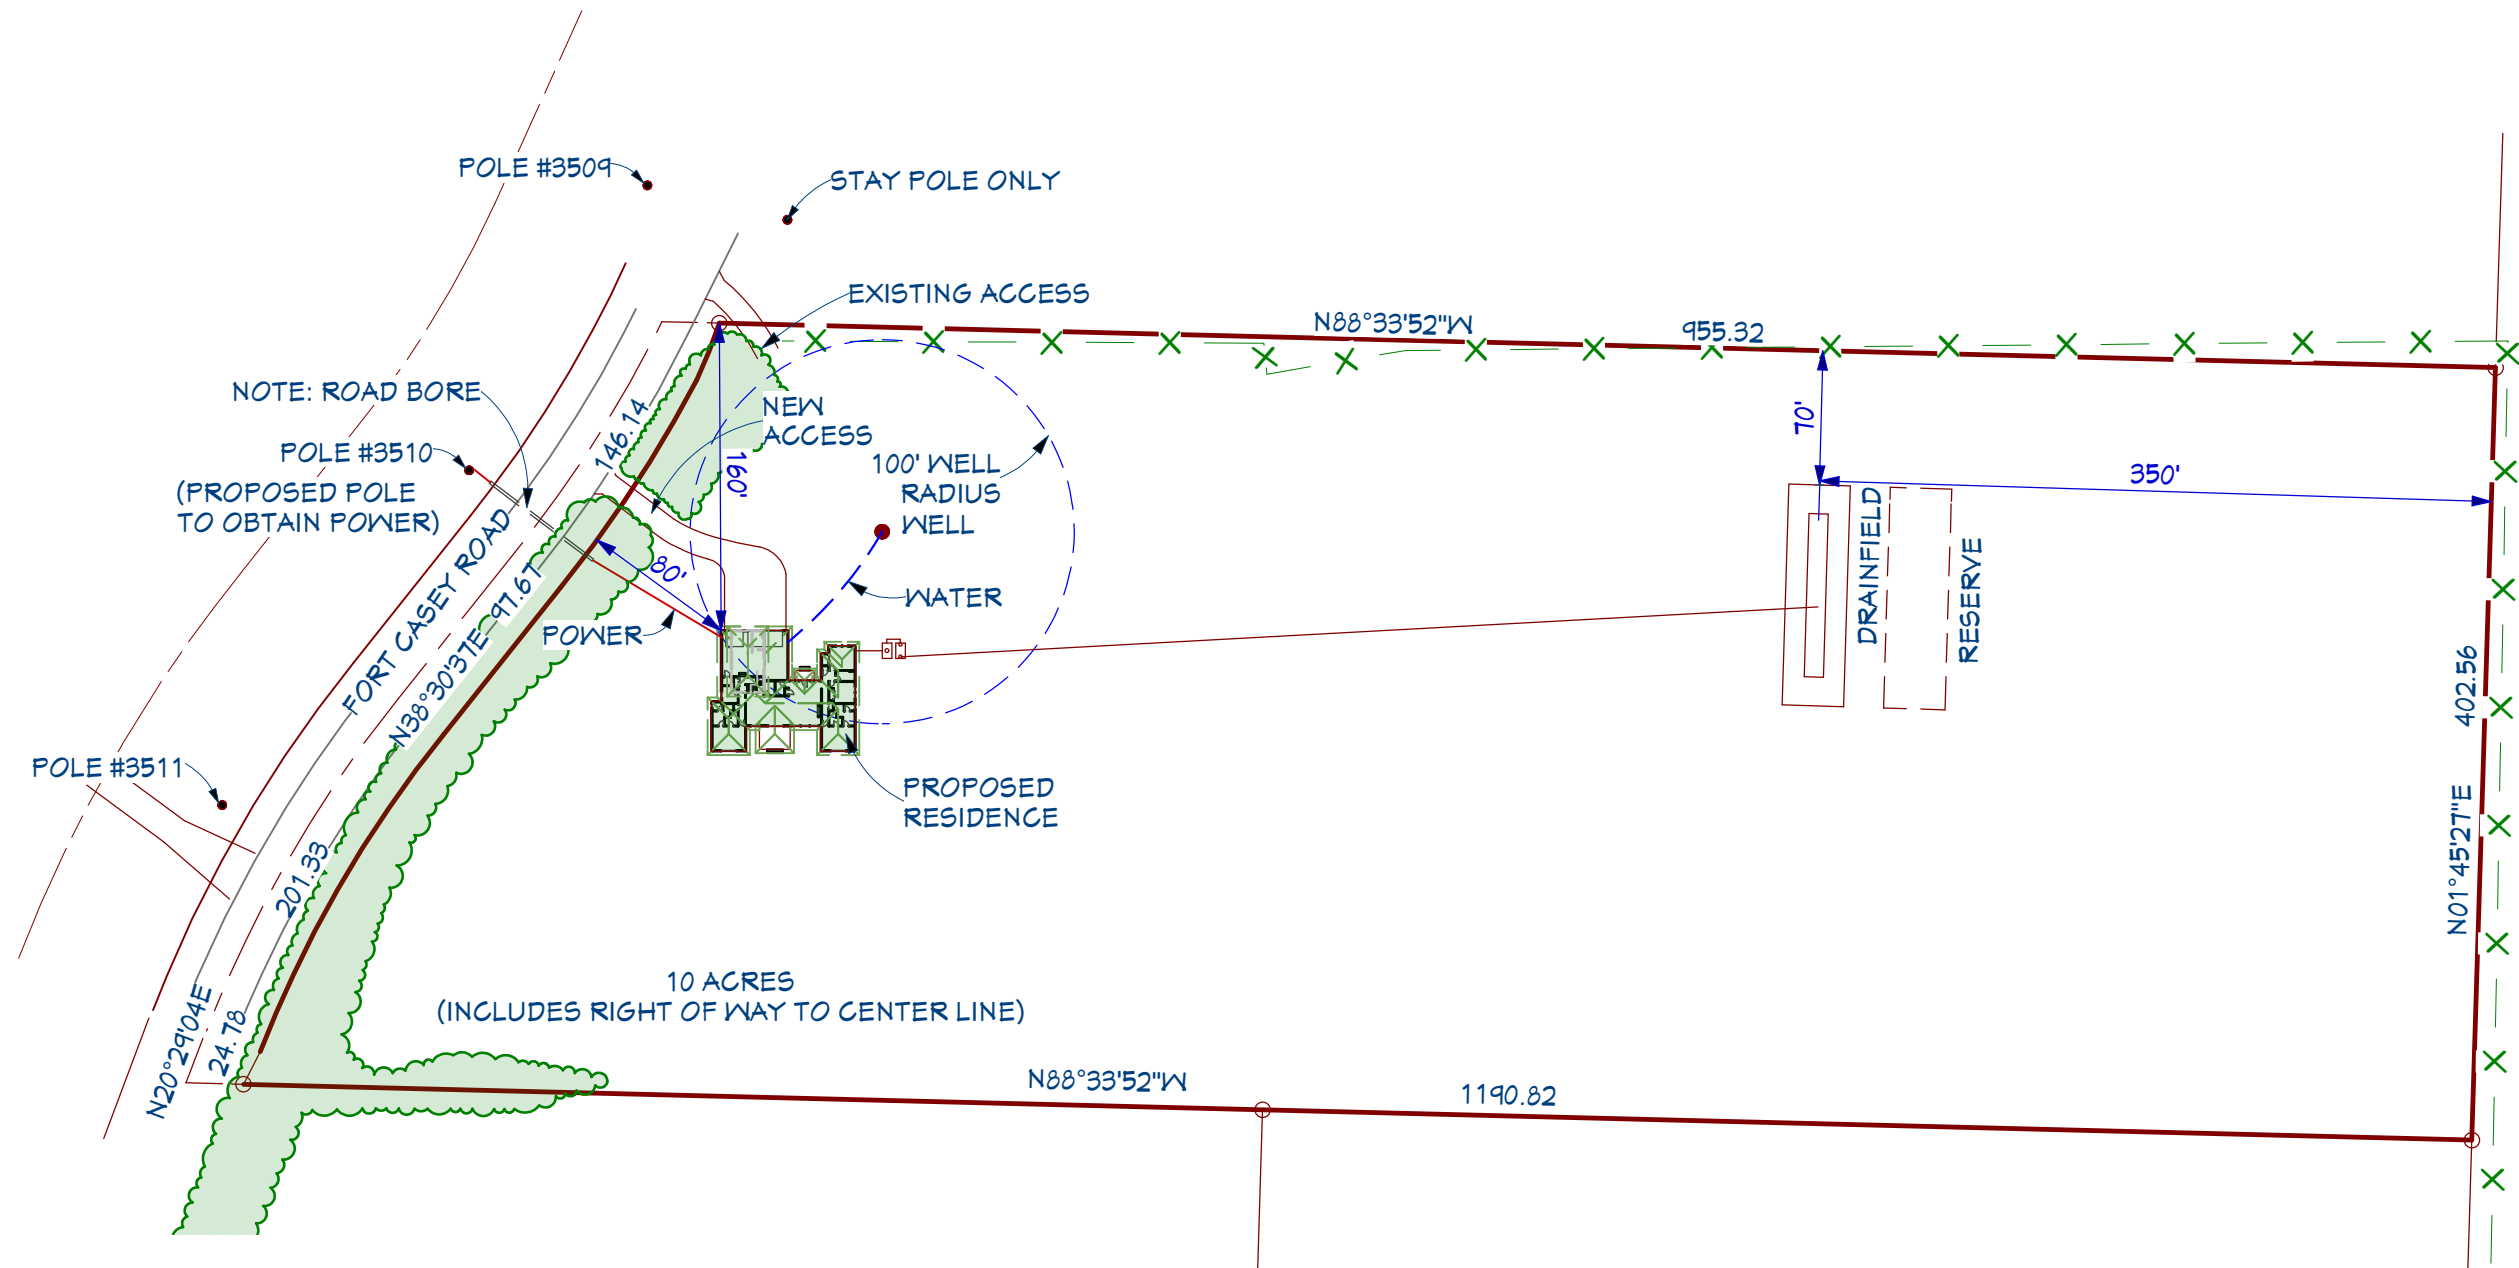 POLE #3509
STAY POLE ONLY
EXISTING ACCESS
N88°33'52"W
955.32
NOTE: ROAD BORE
146.14
NEW
ACCESS
70'
POLE #3510
(PROPOSED POLE
TO OBTAIN POWER)
160'
100' WELL
RADIUS
WELL
350'
FORT CASEY ROAD
80'
WATER
POWER
DRAINFIELD
RESERVE
N38°30'37E
97.67
POLE #3511
PROPOSED
RESIDENCE
402.56
N01°45'27"E
201.33
10 ACRES
(INCLUDES RIGHT OF WAY TO CENTER LINE)
N20°29'04E
24.78
N88°33'52"W
1190.82